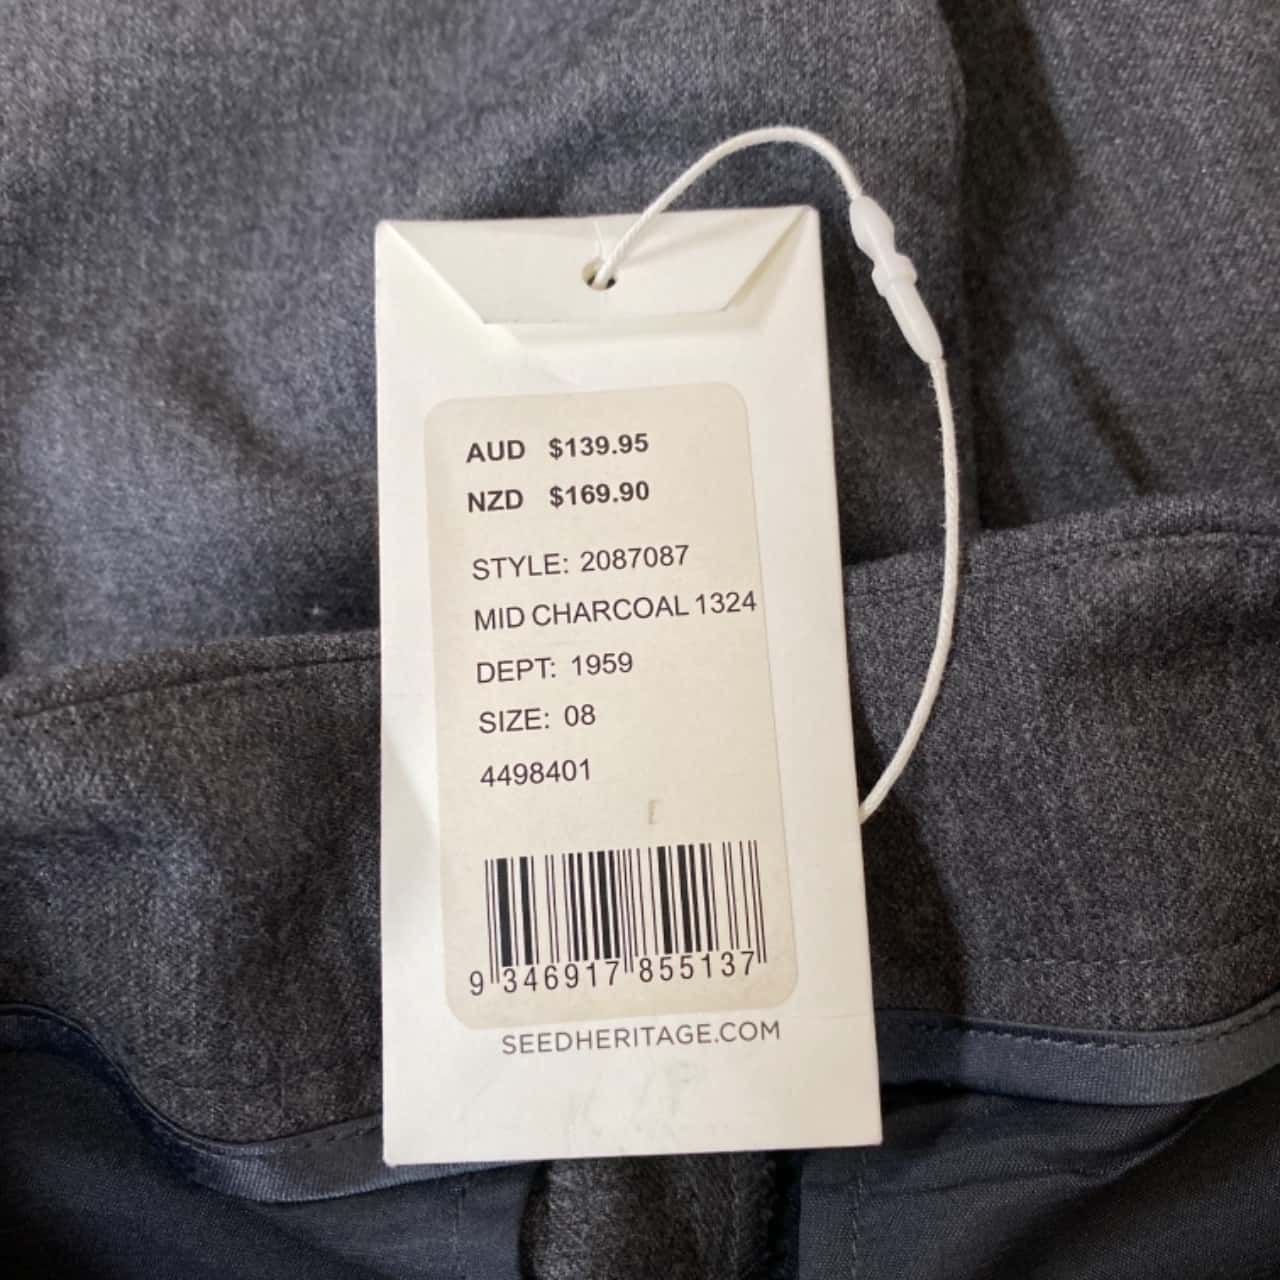 AUD $139.95
NZD $169.90
STYLE: 2087087
MID CHARCOAL 1324
DEPT: 1959
SIZE: 08
4498401
9 346917 855137
SEEDHERITAGE.COM